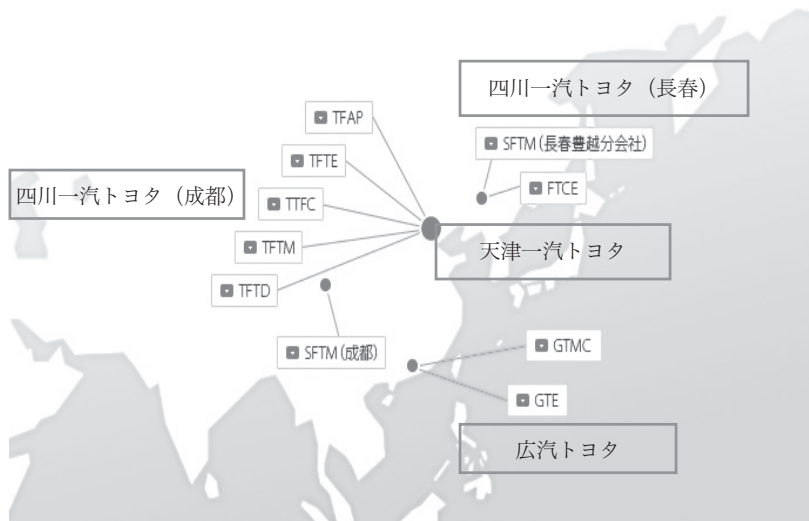 四川一汽トヨタ（長春）
TFAP
SFTM(長春豊越分会社)
TFTE
FTCE
四川一汽トヨタ（成都）
TTFC
TFTM
天津一汽トヨタ
TFTD
SFTM(成都)
GTMC
GTE
広汽トヨタ